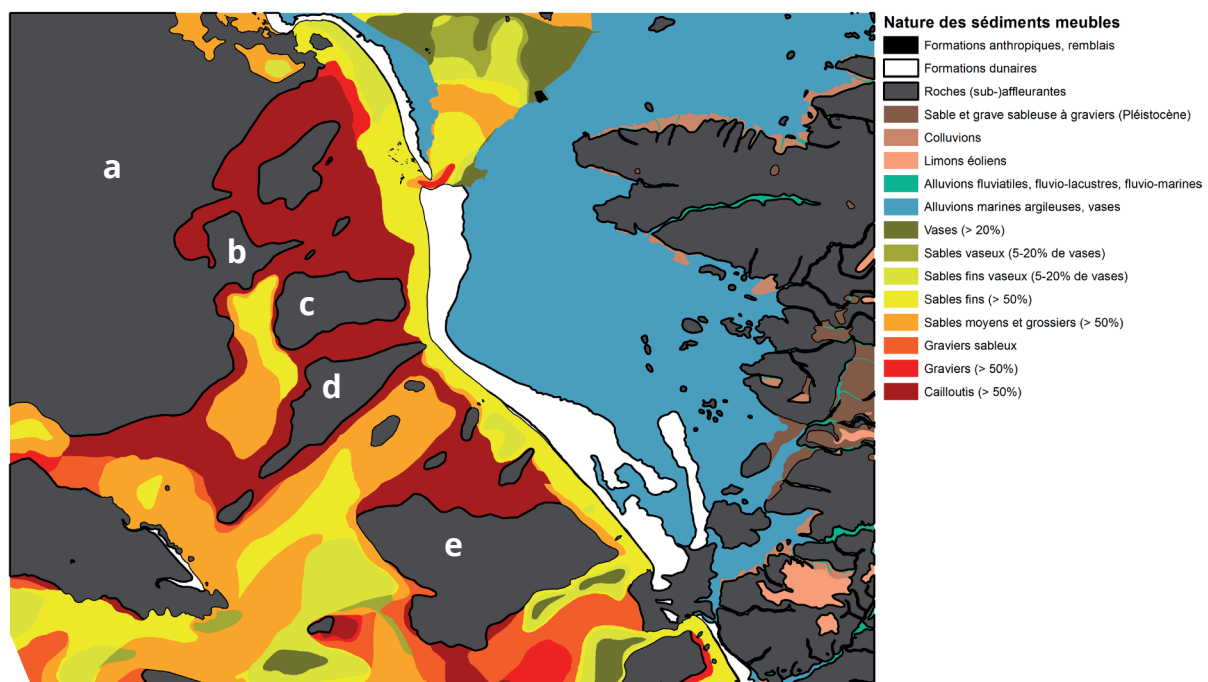 Nature des sédiments meubles
Formations anthropiques, remblais
Formations dunaires
Roches (sub-)affleurantes
Sable et grave sableuse à graviers (Pléistocène)
Colluvions
Limons éoliens
Alluvions fluviatiles, fluvio-lacustres, fluvio-marines
Alluvions marines argileuses, vases
Vases (> 20%)
Sables vaseux (5-20% de vases)
Sables fins vaseux (5-20% de vases)
Sables fins (> 50%)
Sables moyens et grossiers (> 50%)
Graviers sableux
Graviers (> 50%)
Cailloutis (> 50%)
a
b
c
d
e